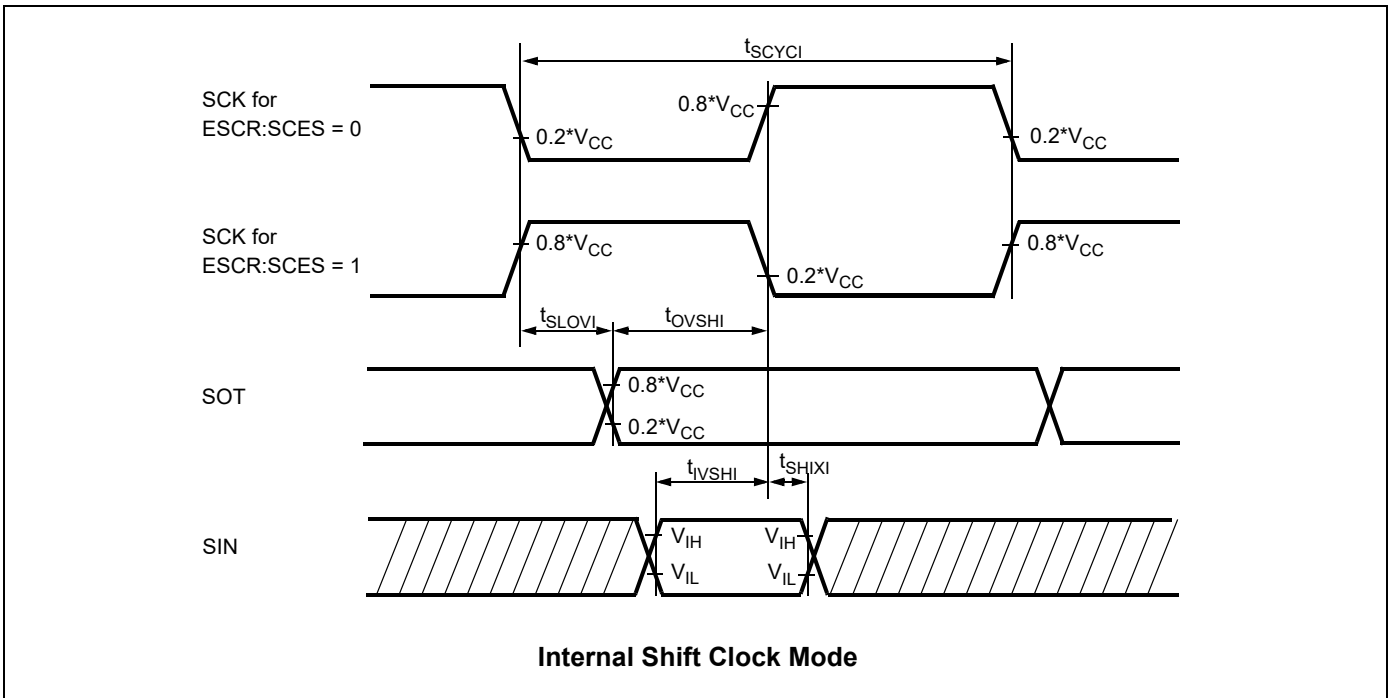 tSCYCI
SCK for
ESCR:SCES = 0
0.8*VCC
0.2*VCC
0.2*VCC
SCK for
ESCR:SCES = 1
0.8*VCC
0.2*VCC
0.8*VCC
tSLOVI
tOVSHI
SOT
0.8*VCC
0.2*VCC
tIVSHI
tSHIXI
SIN
VIH
VIH
VIL
VIL
Internal Shift Clock Mode